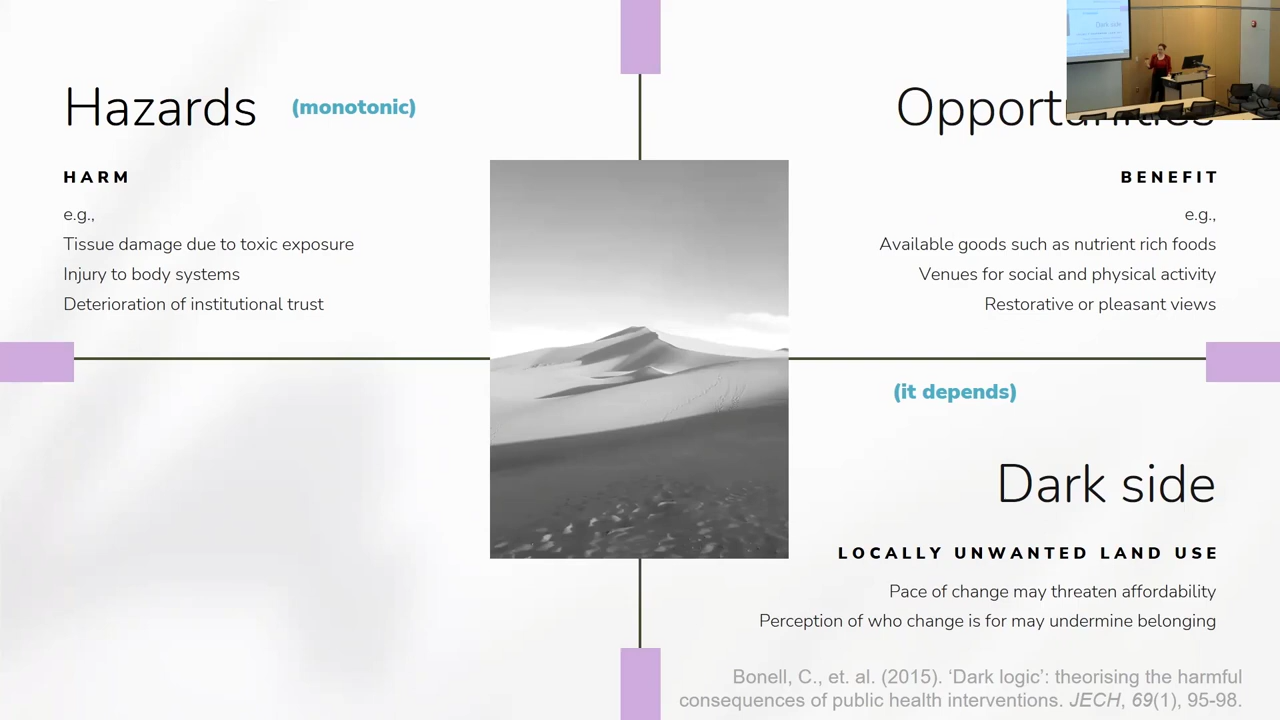 Hazards (monotonic)
HARM
e.g.,
Tissue damage due to toxic exposure
Injury to body systems
Deterioration of institutional trust
Opportunities
BENEFIT
e.g.,
Available goods such as nutrient rich foods
Venues for social and physical activity
Restorative or pleasant views
(it depends)
Dark side
LOCALLY UNWANTED LAND USE
Pace of change may threaten affordability
Perception of who change is for may undermine belonging
Bonell, C., et. al. (2015). ‘Dark logic’: theorising the harmful
consequences of public health interventions. JECH, 69(1), 95-98.
Dark side